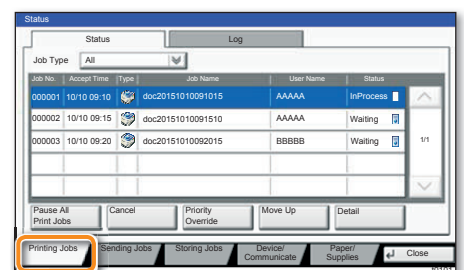 Status
Status Log
Job Type All
Job No. Accept Time Type Job Name User Name Status
000001 10/10 09:10 doc20151010091015 AAAAA InProcess
000002 10/10 09:15 doc20151010091510 AAAAA Waiting
000003 10/10 09:20 doc20151010092015 BBBBB Waiting 1/1
Pause All Cancel Priority Move Up Detail
Print Jobs Override
Printing Jobs Sending Jobs Storing Jobs Device/ Paper/ Close
Communicate Supplies